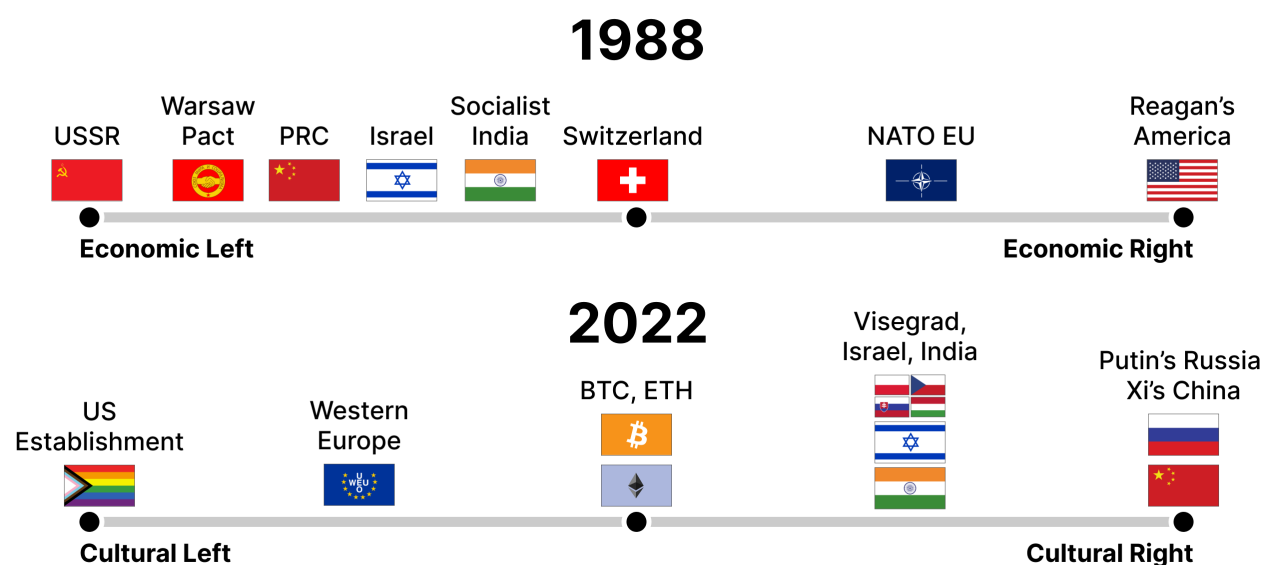 1988
USSR
Warsaw
Pact
PRC
Israel
Socialist
India
Switzerland
NATO EU
Reagan's
America
Economic Left
Economic Right
2022
US
Establishment
Western
Europe
U
WEU
O
BTC, ETH
Visegrad,
Israel, India
Putin's Russia
Xi's China
Cultural Left
Cultural Right